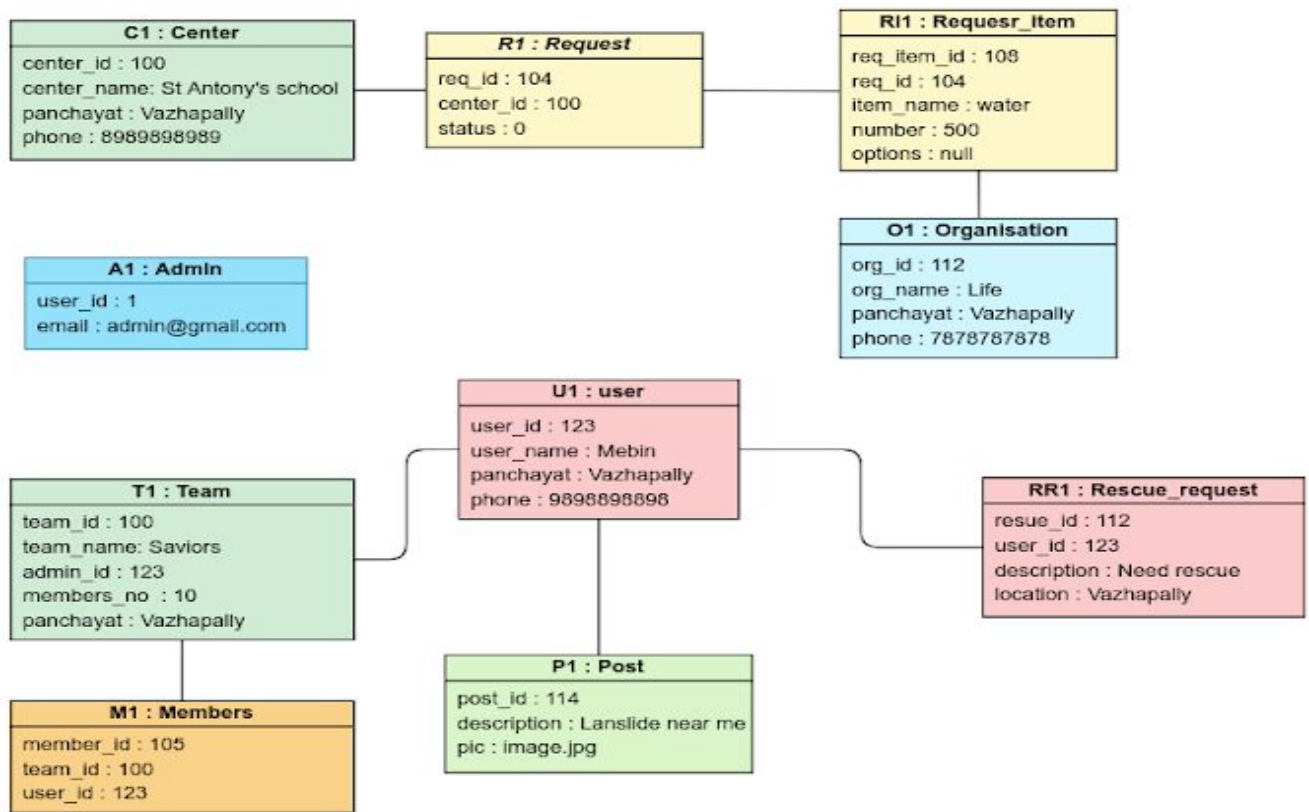 C1 : Center
center_id : 100
center_name: St Antony's school
panchayat : Vazhapally
phone : 8989898989
R1 : Request
req_id : 104
center_id : 100
status : 0
RI1 : Requesr_Item
req_item_id : 108
req_id : 104
item_name : water
number : 500
options : null
A1 : Admin
user_id : 1
email : admin@gmail.com
O1 : Organisation
org_id : 112
org_name : Life
panchayat : Vazhapally
phone : 7878787878
U1 : user
user_id : 123
user_name : Mebin
panchayat : Vazhapally
phone : 9898898898
T1 : Team
team_id : 100
team_name: Saviors
admin_id : 123
members_no : 10
panchayat : Vazhapally
RR1 : Rescue_request
resue_id : 112
user_id : 123
description : Need rescue
location : Vazhapally
P1 : Post
post_id : 114
description : Lanslide near me
pic : image.jpg
M1 : Members
member_id : 105
team_id : 100
user_id : 123